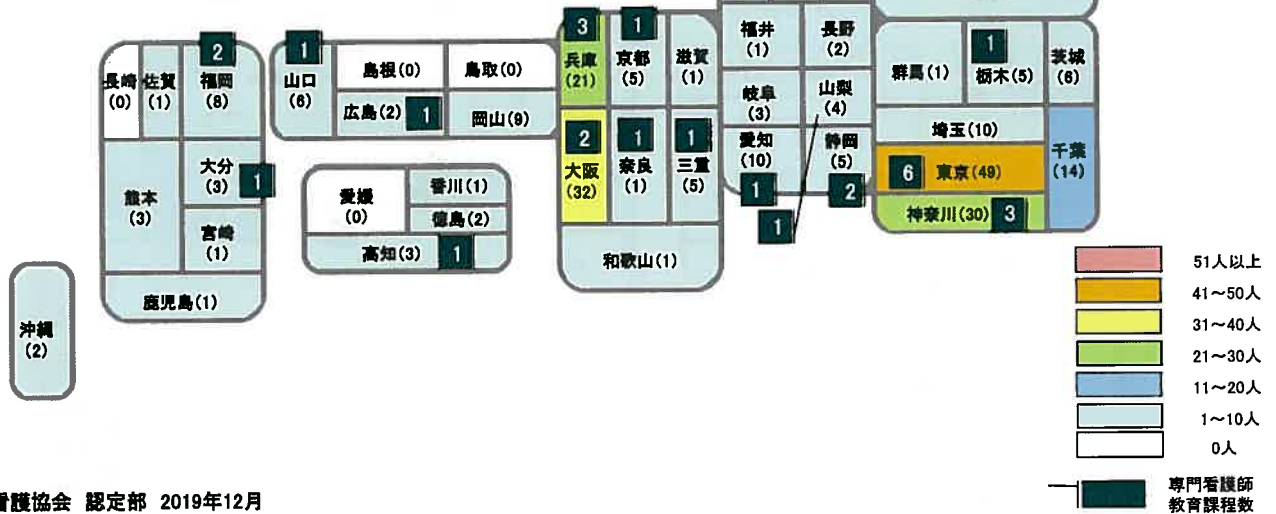 長崎
(0)
佐賀
(1)
2
福岡
(8)
熊本
(3)
大分
(3)
1
宮崎
(1)
鹿児島(1)
沖縄
(2)
1
山口
(6)
島根(0)
鳥取(0)
広島(2)
1
岡山(9)
愛媛
(0)
香川(1)
徳島(2)
高知(3)
1
3
兵庫
(21)
1
京都
(5)
滋賀
(1)
2
大阪
(32)
1
奈良
(1)
1
三重
(5)
和歌山(1)
福井
(1)
長野
(2)
岐阜
(3)
山梨
(4)
愛知
(10)
静岡
(5)
1
2
1
群馬(1)
1
栃木(5)
茨城
(6)
埼玉(10)
6
東京(49)
千葉
(14)
神奈川(30)
3
51人以上
41～50人
31～40人
21～30人
11～20人
1～10人
0人
専門看護師
教育課程数
看護協会 認定部 2019年12月